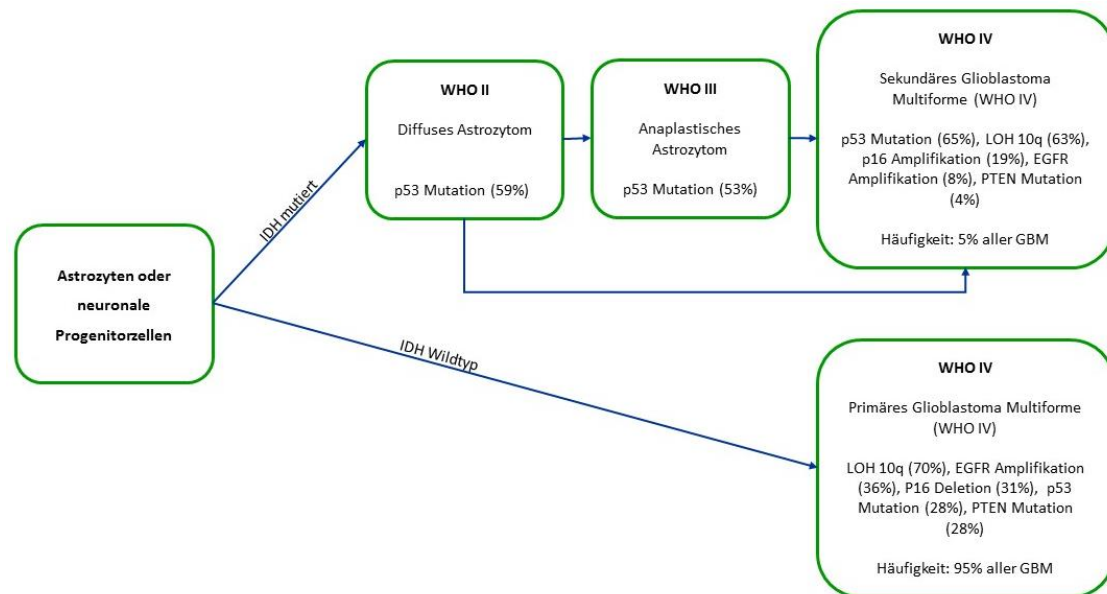 Astrozyten oder
neuronale
Progenitorzellen
IDH mutiert
IDH Wildtyp
WHO II
Diffuses Astrozytom
p53 Mutation (59%)
WHO III
Anaplastisches
Astrozytom
p53 Mutation (53%)
WHO IV
Sekundäres Glioblastoma
Multiforme (WHO IV)
p53 Mutation (65%), LOH 10q (63%),
p16 Amplifikation (19%), EGFR
Amplifikation (8%), PTEN Mutation
(4%)
Häufigkeit: 5% aller GBM
WHO IV
Primäres Glioblastoma Multiforme
(WHO IV)
LOH 10q (70%), EGFR Amplifikation
(36%), P16 Deletion (31%), p53
Mutation (28%), PTEN Mutation
(28%)
Häufigkeit: 95% aller GBM